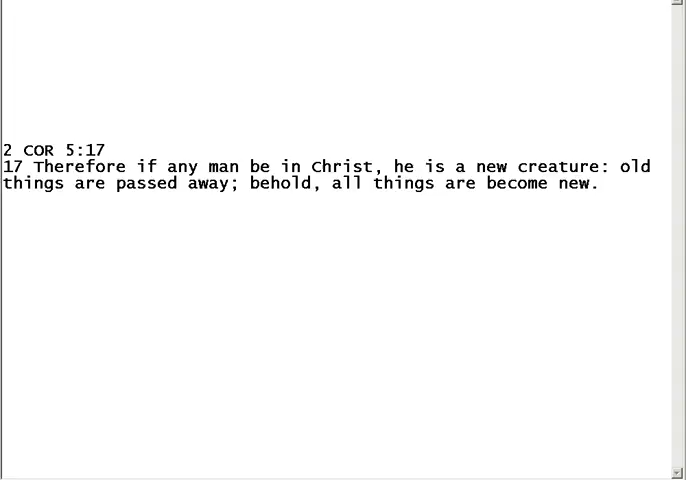 2 COR 5:17
17 Therefore if any man be in Christ, he is a new creature: old
things are passed away; behold, all things are become new.